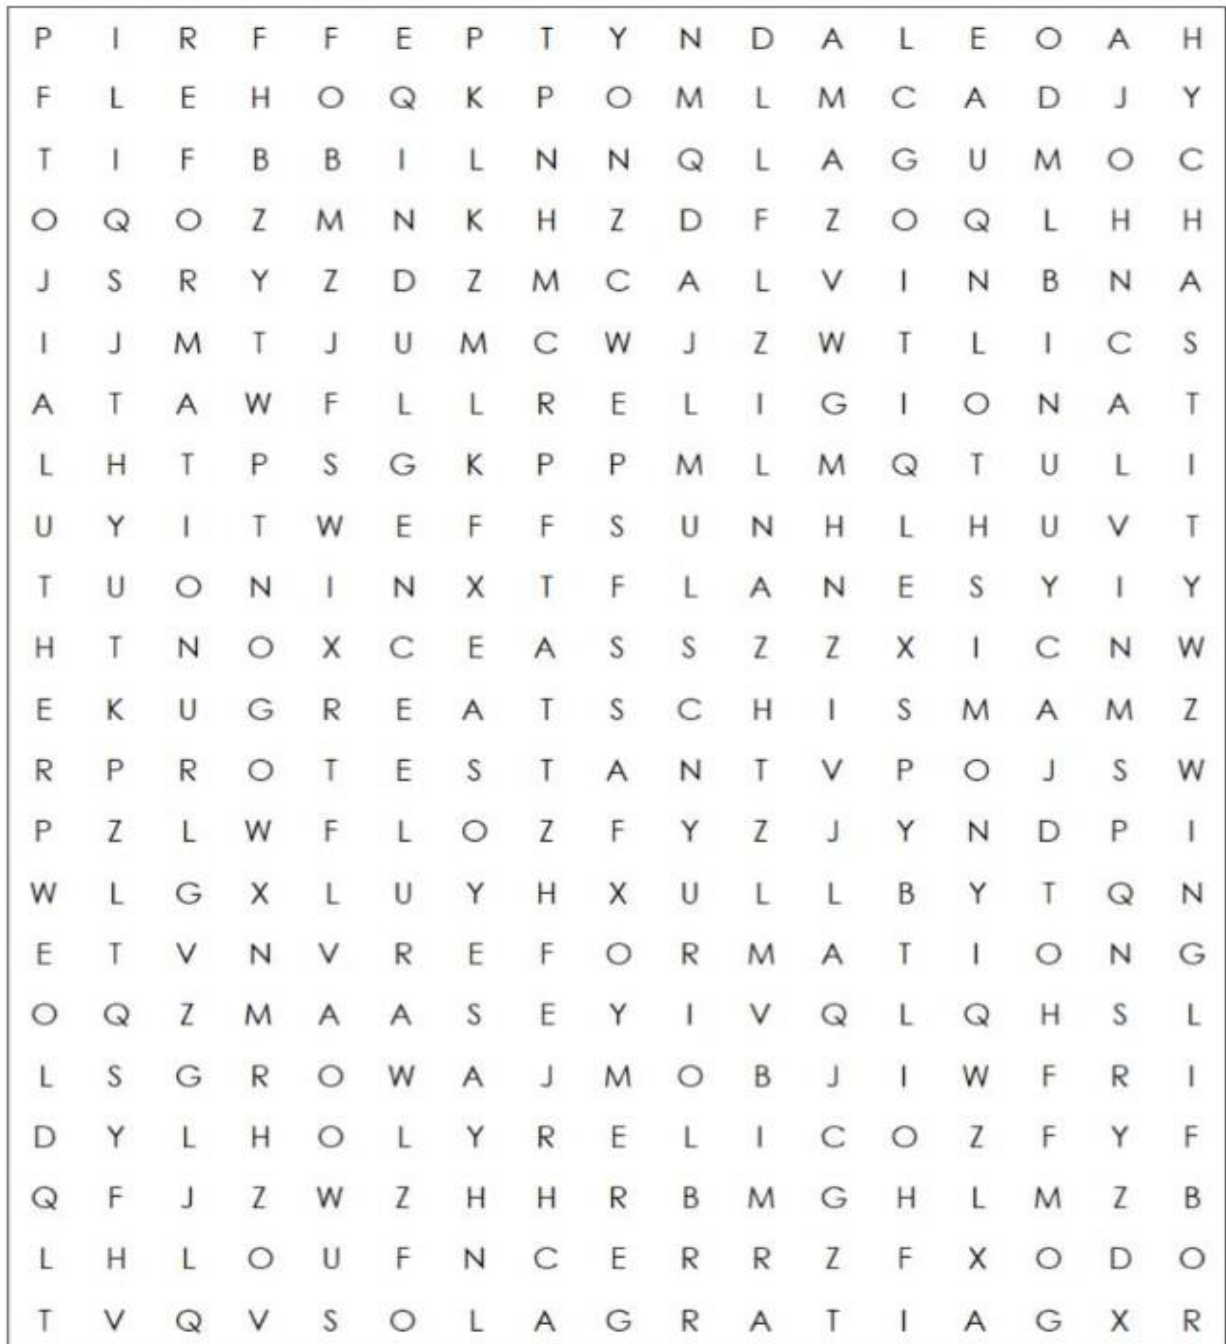 P I R F F E P T Y N D A L E O A H
F L E H O Q K P O M L M C A D J Y
T I F B B I L N N Q L A G U M O C
O Q O Z M N K H Z D F Z O Q L H H
J S R Y Z D Z M C A L V I N B N A
I J M T J U M C W J Z W T L I C S
A T A W F L L R E L I G I O N A T
L H T P S G K P P M L M Q T U L I
U Y I T W E F F S U N H L H U V T
T U O N I N X T F L A N E S Y I Y
H T N O X C E A S S Z Z X I C N W
E K U G R E A T S C H I S M A M Z
R P R O T E S T A N T V P O J S W
P Z L W F L O Z F Y Z J Y N D P I
W L G X L U Y H X U L L B Y T Q N
E T V N V R E F O R M A T I O N G
O Q Z M A A S E Y I V Q L Q H S L
L S G R O W A J M O B J I W F R I
D Y L H O L Y R E L I C O Z F Y F
Q F J Z W Z H H R B M G H L M Z B
L H L O U F N C E R R Z F X O D O
T V Q V S O L A G R A T I A G X R